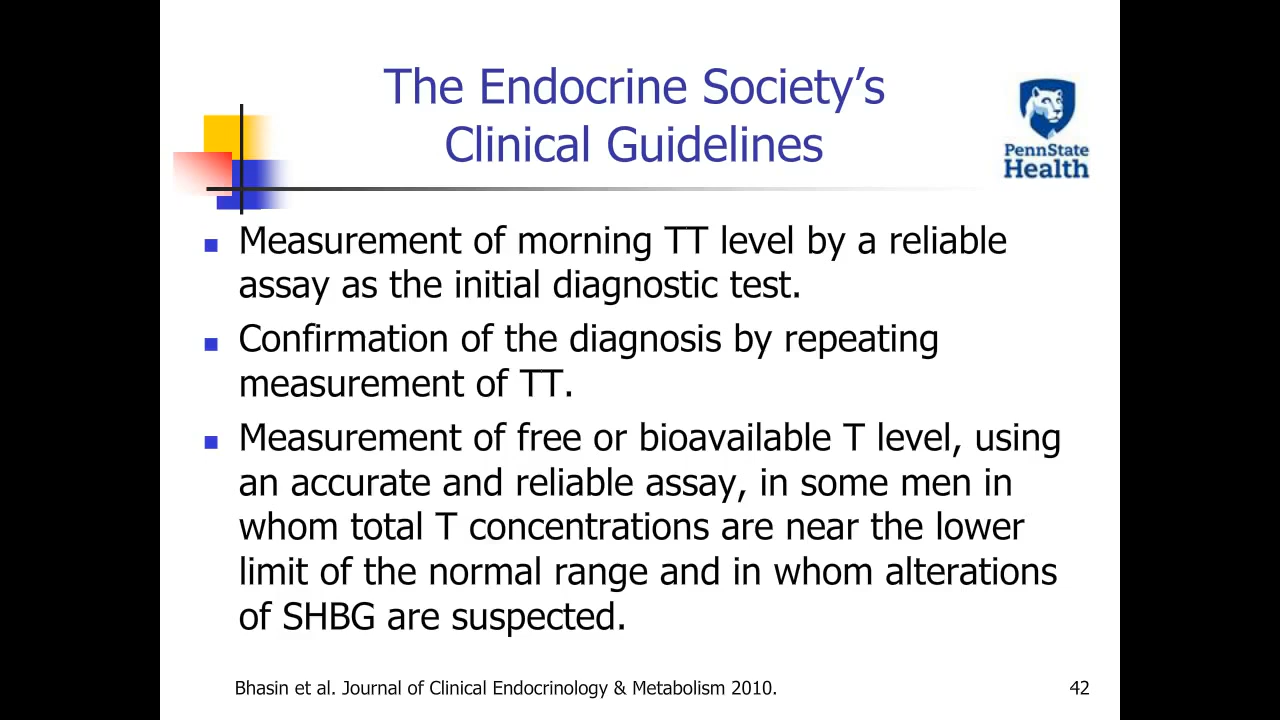 The Endocrine Society’s
Clinical Guidelines
PennState
Health
Measurement of morning TT level by a reliable
assay as the initial diagnostic test.
Confirmation of the diagnosis by repeating
measurement of TT.
Measurement of free or bioavailable T level, using
an accurate and reliable assay, in some men in
whom total T concentrations are near the lower
limit of the normal range and in whom alterations
of SHBG are suspected.
Bhasin et al. Journal of Clinical Endocrinology & Metabolism 2010.
42